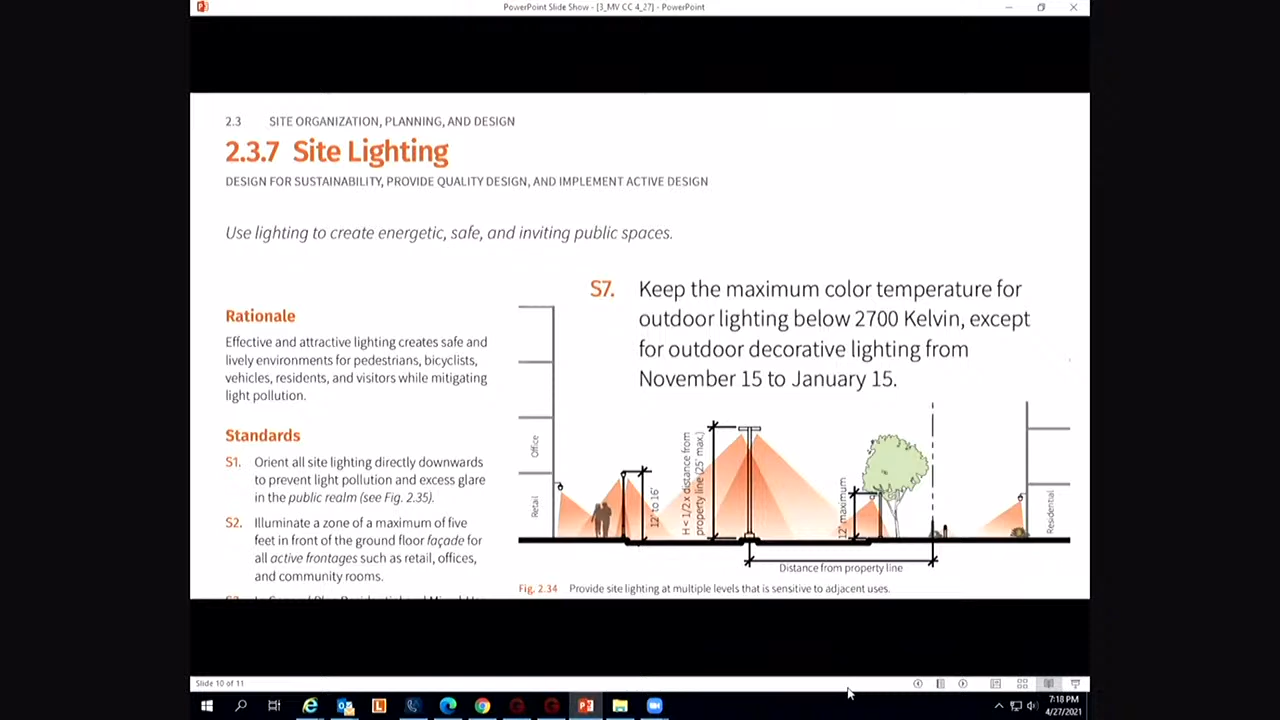 PowerPoint Slide Show - [3_MV CC 4_27] - PowerPoint
2.3 SITE ORGANIZATION, PLANNING, AND DESIGN
2.3.7 Site Lighting
DESIGN FOR SUSTAINABILITY, PROVIDE QUALITY DESIGN, AND IMPLEMENT ACTIVE DESIGN
Use lighting to create energetic, safe, and inviting public spaces.
S7. Keep the maximum color temperature for
outdoor lighting below 2700 Kelvin, except
for outdoor decorative lighting from
November 15 to January 15.
Rationale
Effective and attractive lighting creates safe and
lively environments for pedestrians, bicyclists,
vehicles, residents, and visitors while mitigating
light pollution.
Standards
S1. Orient all site lighting directly downwards
to prevent light pollution and excess glare
in the public realm (see Fig. 2.35).
S2. Illuminate a zone of a maximum of five
feet in front of the ground floor façade for
all active frontages such as retail, offices,
and community rooms.
Office
Retail
12' to 16'
H < 1/2 x distance from
property line (25' max.)
12' maximum
Residential
Distance from property line
Fig. 2.34 Provide site lighting at multiple levels that is sensitive to adjacent uses.
Slide 10 of 11
7:18 PM
4/27/2021